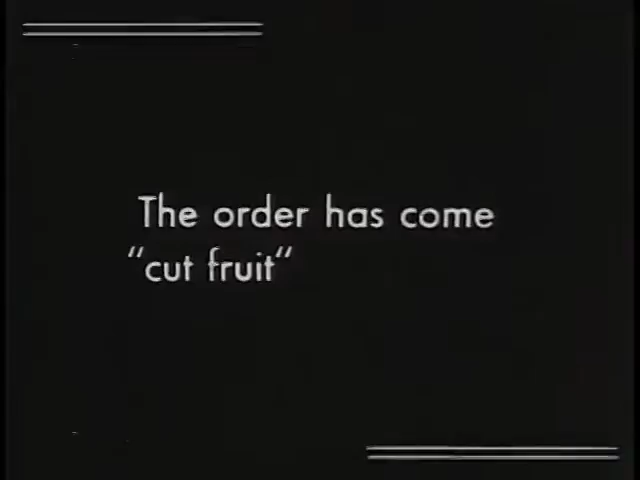 The order has come
“cut fruit“